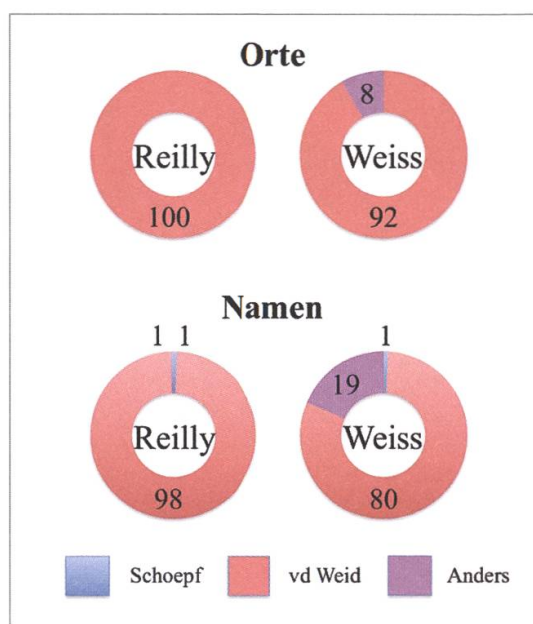 Orte
8
Reilly Weiss
100 92
Namen
1 1 1
19
Reilly Weiss
98 80
Schoepf vd Weid Anders